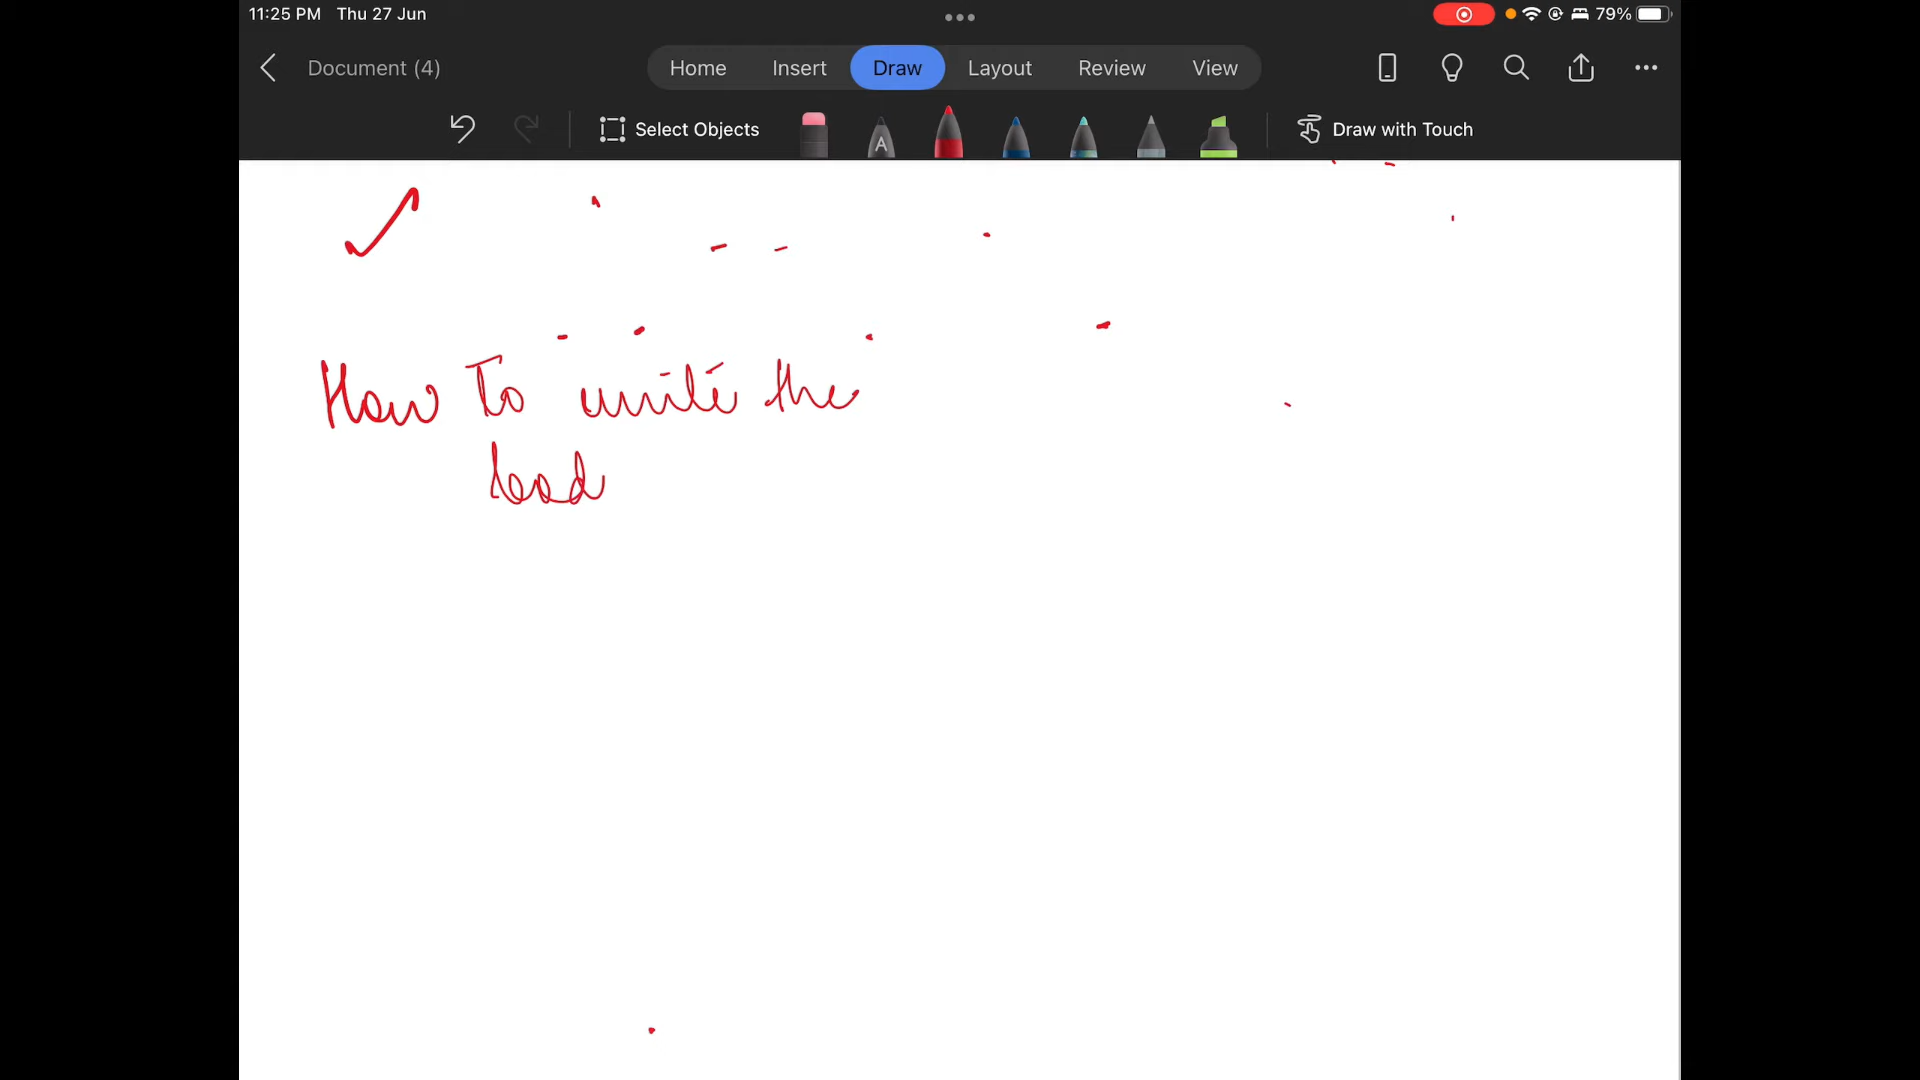 11:25 PM Thu 27 Jun
79%
Document (4)
Home Insert Draw Layout Review View
Select Objects
A
Draw with Touch
How To write the
lead